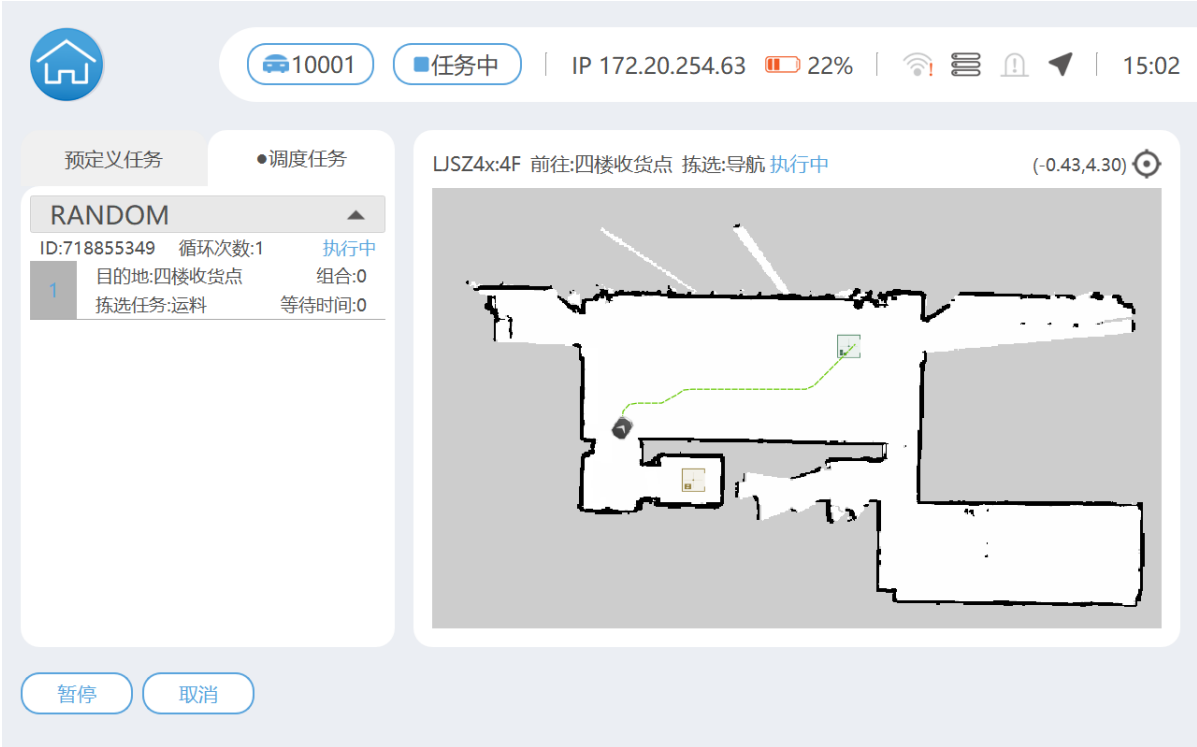 10001 任务中 IP 172.20.254.63 22% 15:02
预定义任务 ●调度任务
RANDOM
ID:718855349 循环次数:1 执行中
1
目的地:四楼收货点 组合:0
拣选任务:运料 等待时间:0
LJSZ4x:4F 前往:四楼收货点 拣选:导航 执行中 (-0.43,4.30)
暂停 取消